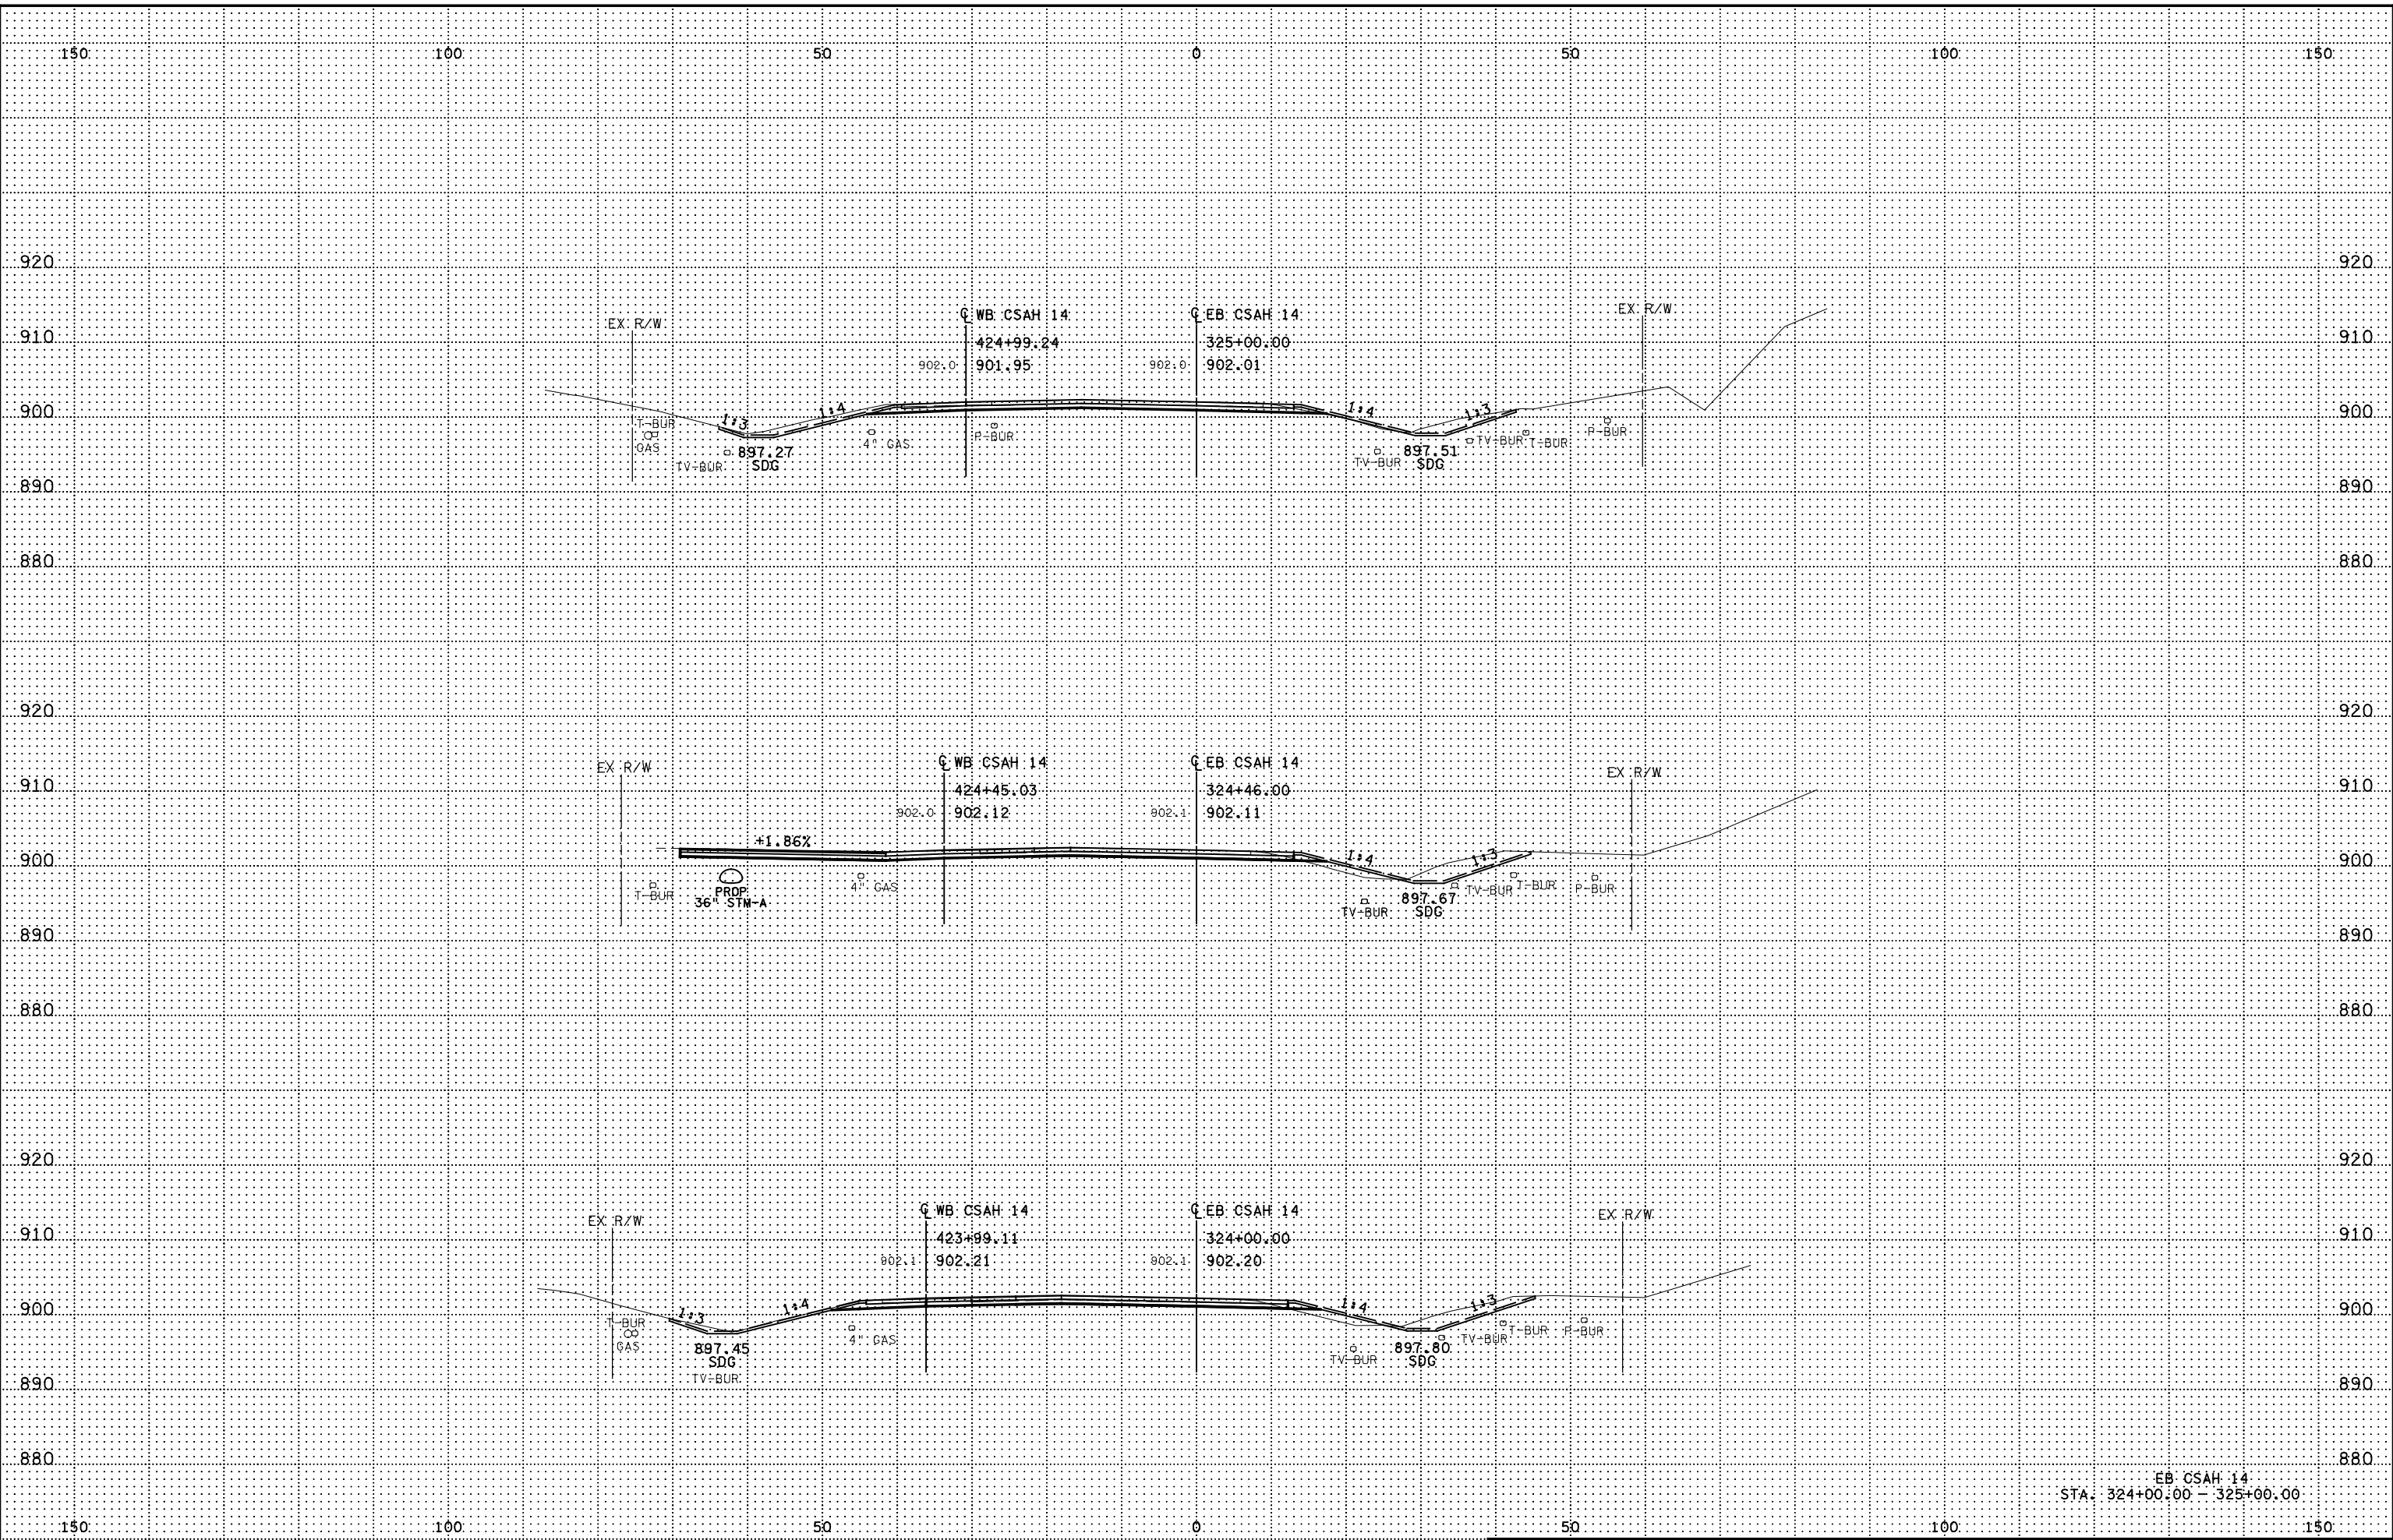 150 100 50 0 50 100 150
920 920
EX R/W ℄ WB CSAH 14 ℄ EB CSAH 14 EX R/W
910 424+99.24 325+00.00 910
902.0 901.95 902.0 902.01
900 1:3 1:4 1:4 1:3 900
T-BUR GAS TV-BUR 897.27 4" GAS P-BUR TV-BUR 897.51 TV-BUR T-BUR P-BUR
SDG SDG
890 890
880 880
920 920
EX R/W ℄ WB CSAH 14 ℄ EB CSAH 14 EX R/W
910 424+45.03 324+46.00 910
902.0 902.12 902.1 902.11
+1.86%
900 1:4 1:3 900
T-BUR PROP 4" GAS TV-BUR 897.67 TV-BUR T-BUR P-BUR
36" STM-A SDG
890 890
880 880
920 920
EX R/W ℄ WB CSAH 14 ℄ EB CSAH 14 EX R/W
910 423+99.11 324+00.00 910
902.1 902.21 902.1 902.20
900 1:3 1:4 1:4 1:3 900
T-BUR GAS 897.45 4" GAS TV-BUR 897.80 TV-BUR T-BUR P-BUR
SDG SDG
TV-BUR
890 890
880 880
EB CSAH 14
STA. 324+00.00 - 325+00.00
150 100 50 0 50 100 150